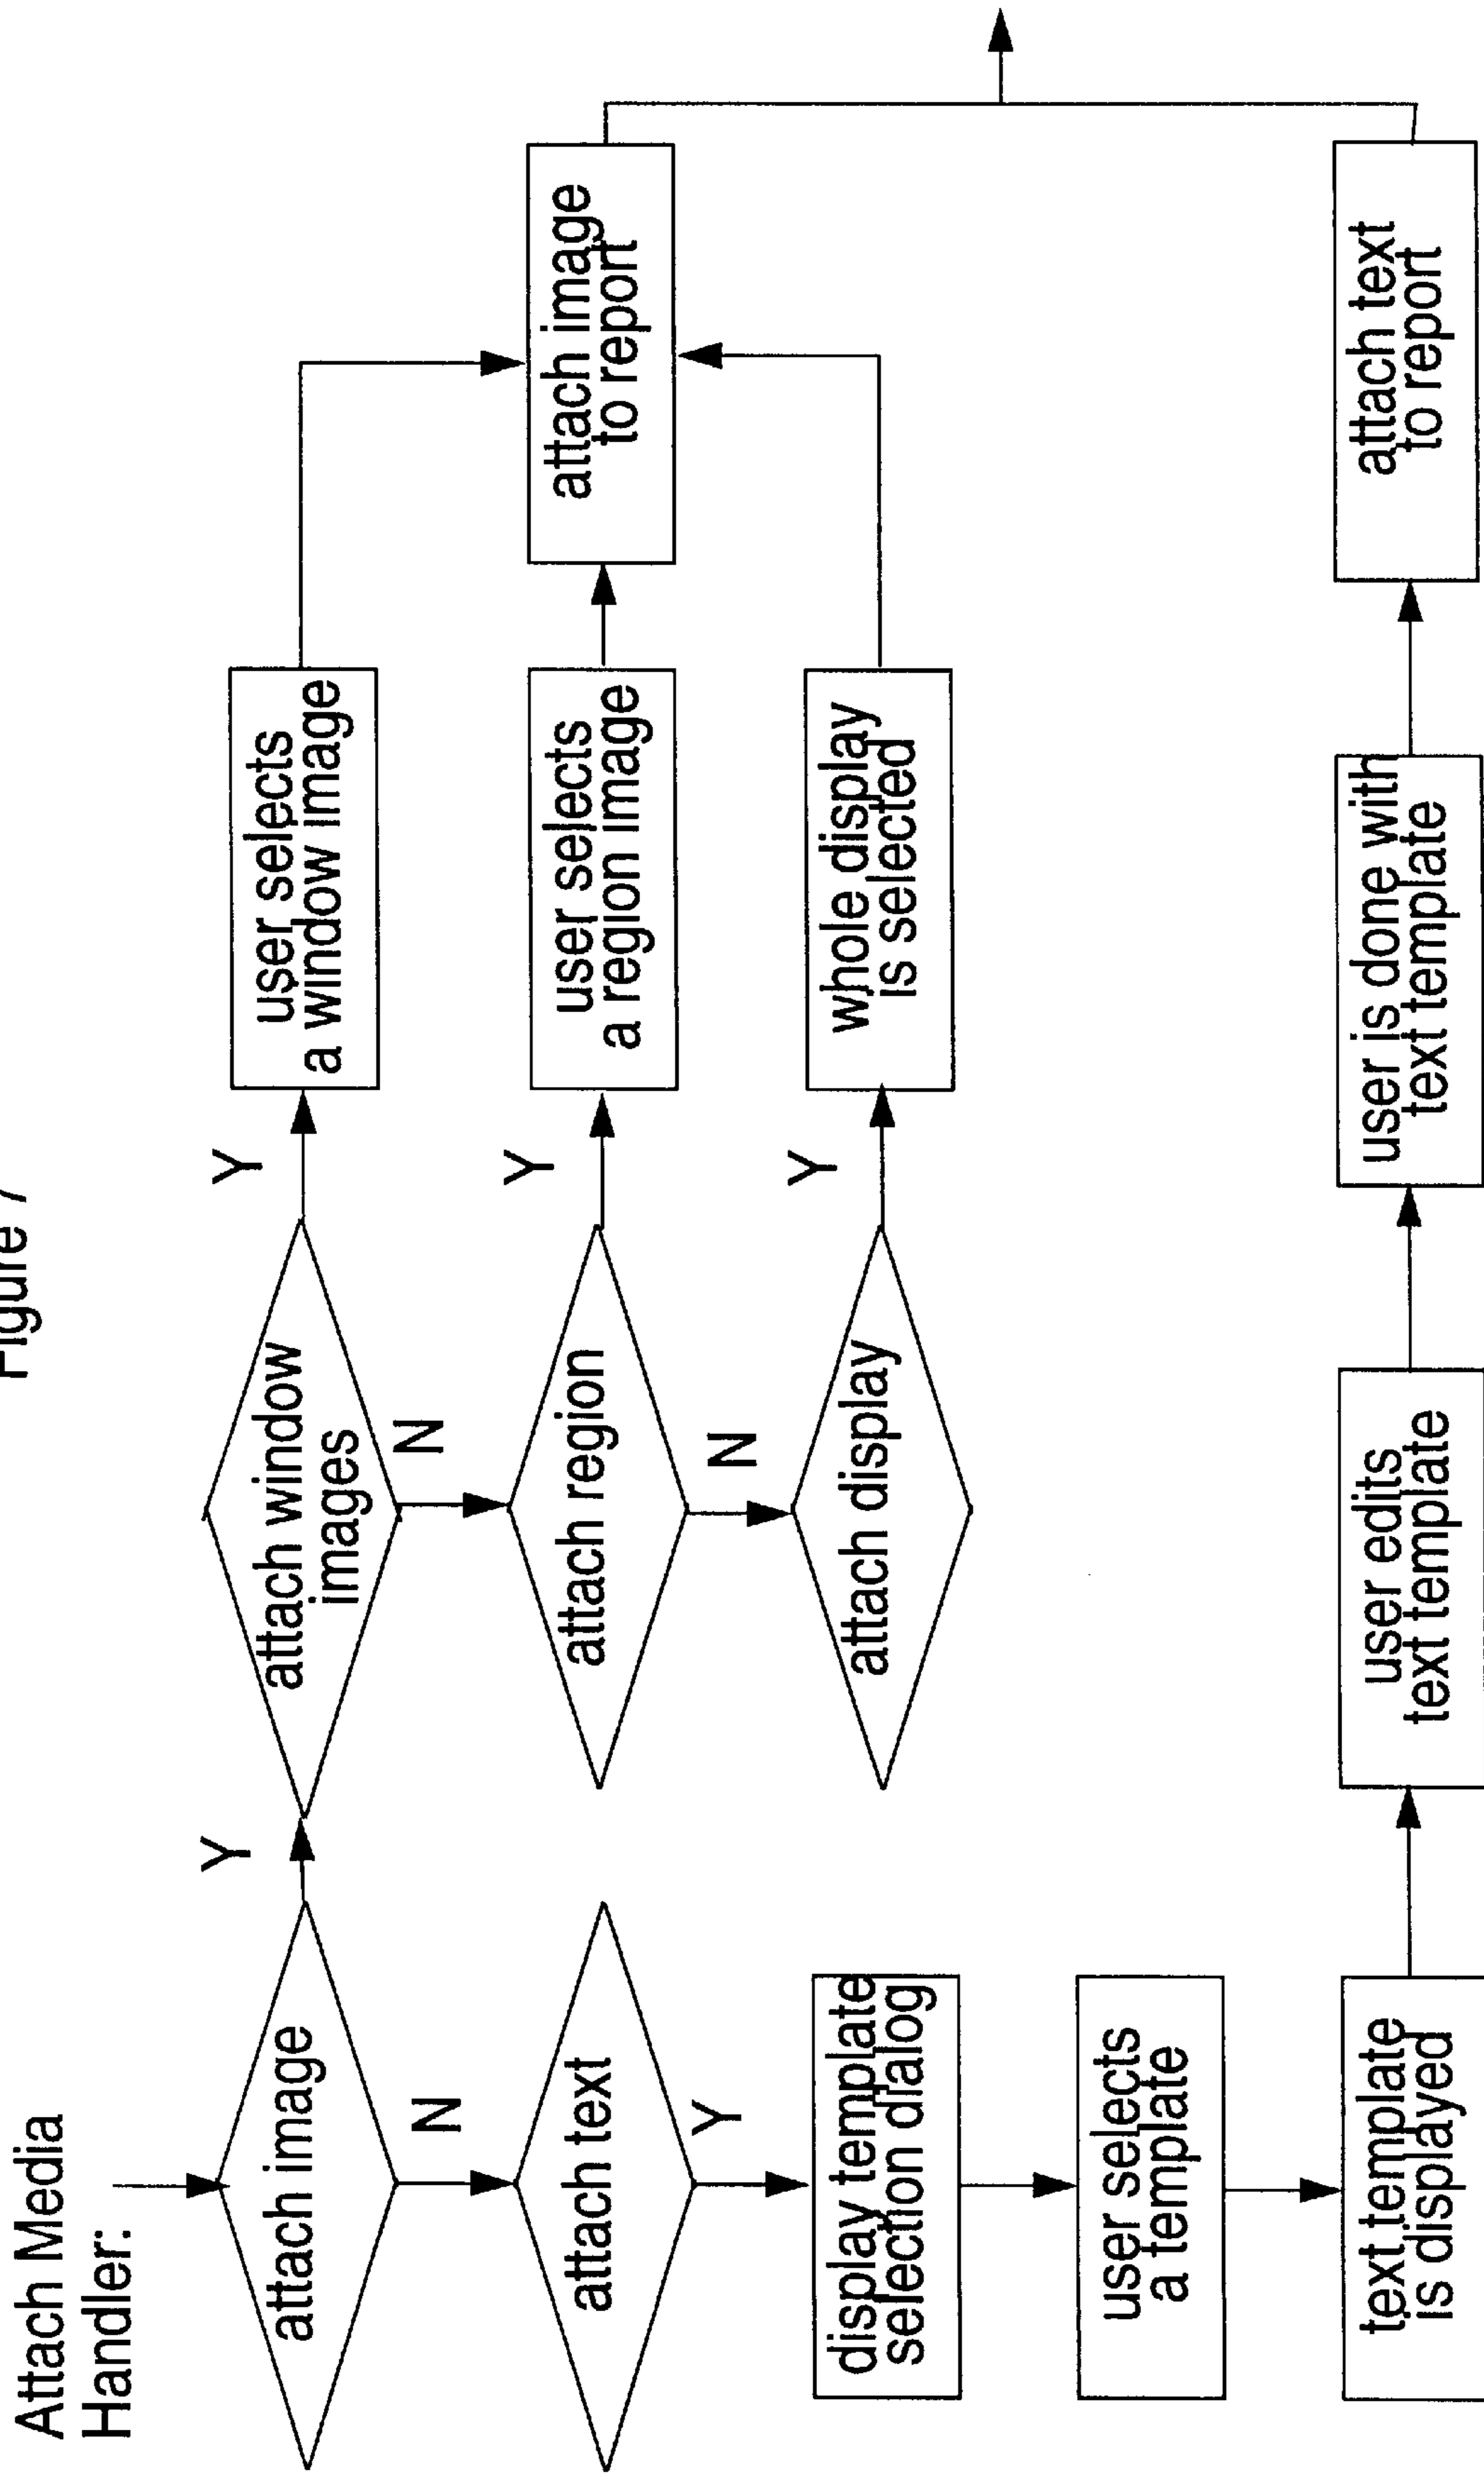 Figure 7
Attach Media
Handler:
attach image
Y
N
attach window
images
Y
N
user selects
a window image
attach text
Y
attach region
Y
N
user selects
a region image
attach image
to report
attach display
Y
whole display
is selected
display template
selection dialog
user selects
a template
text template
is displayed
user edits
text template
user is done with
text template
attach text
to report